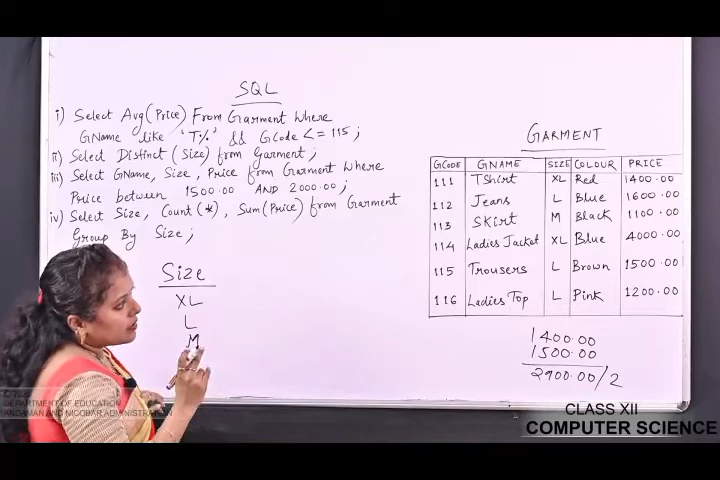 SQL
i) Select Avg(Price) From Garment Where
GName like 'T%' && GCode <= 115;
ii) Select Distinct (Size) from Garment;
iii) Select GName, Size, Price from Garment Where
Price between 1500.00 AND 2000.00;
iv) Select Size, Count(*), Sum(Price) from Garment
Group By Size;
Size
XL
L
M
GARMENT
GCODE GNAME SIZE COLOUR PRICE
111 TShirt XL Red 1400.00
112 Jeans L Blue 1600.00
113 Skirt M Black 1100.00
114 Ladies Jacket XL Blue 4000.00
115 Trousers L Brown 1500.00
116 Ladies Top L Pink 1200.00
1400.00
1500.00
2900.00/2
DEPARTMENT OF EDUCATION
ANDAMAN AND NICOBAR ADMINISTRATION
CLASS XII
COMPUTER SCIENCE